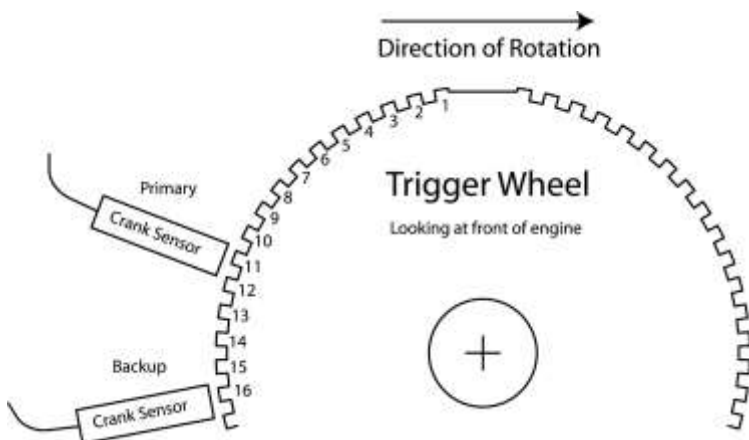 Direction of Rotation
1
2
3
4
5
6
7
8
9
10
11
12
13
14
15
16
Trigger Wheel
Looking at front of engine
Primary
Crank Sensor
Backup
Crank Sensor